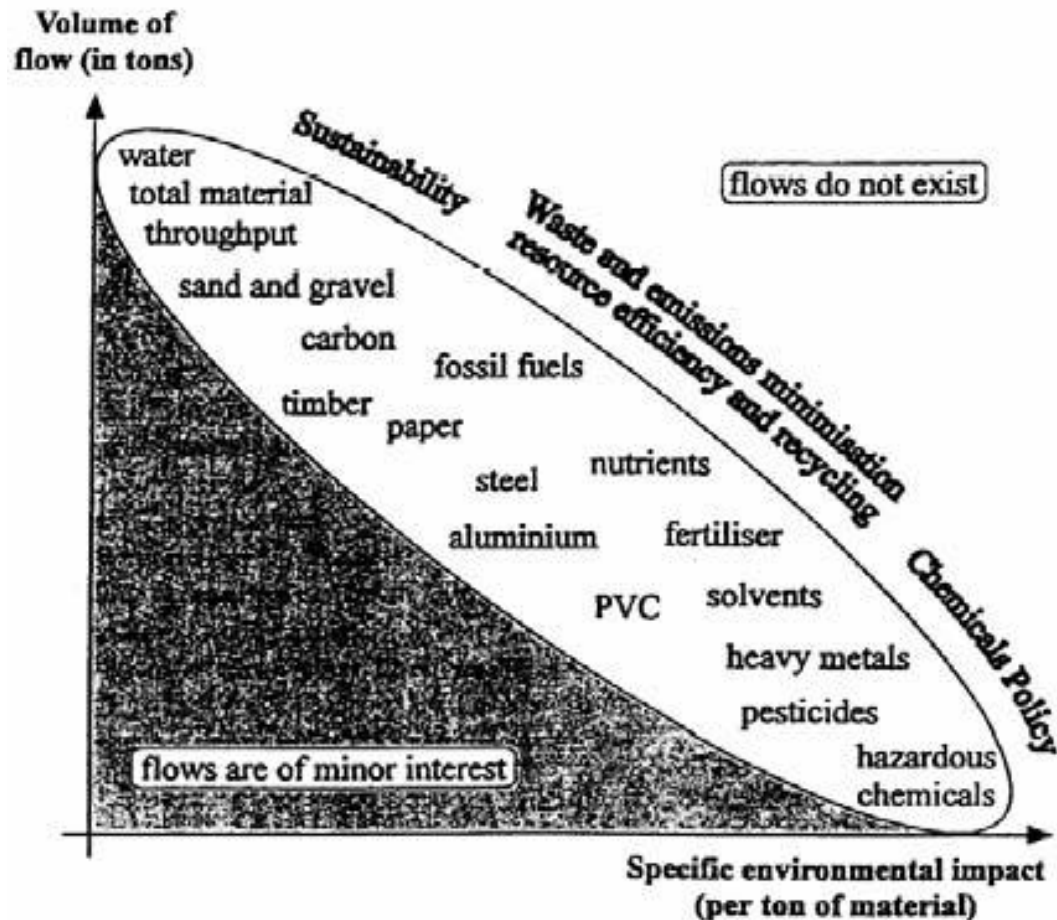 Volume of
flow (in tons)
Sustainability
flows do not exist
Waste and emissions minimisation
resource efficiency and recycling
Chemicals Policy
water
total material
throughput
sand and gravel
carbon
fossil fuels
timber
paper
nutrients
steel
aluminium
fertiliser
PVC
solvents
heavy metals
pesticides
hazardous
chemicals
flows are of minor interest
Specific environmental impact
(per ton of material)